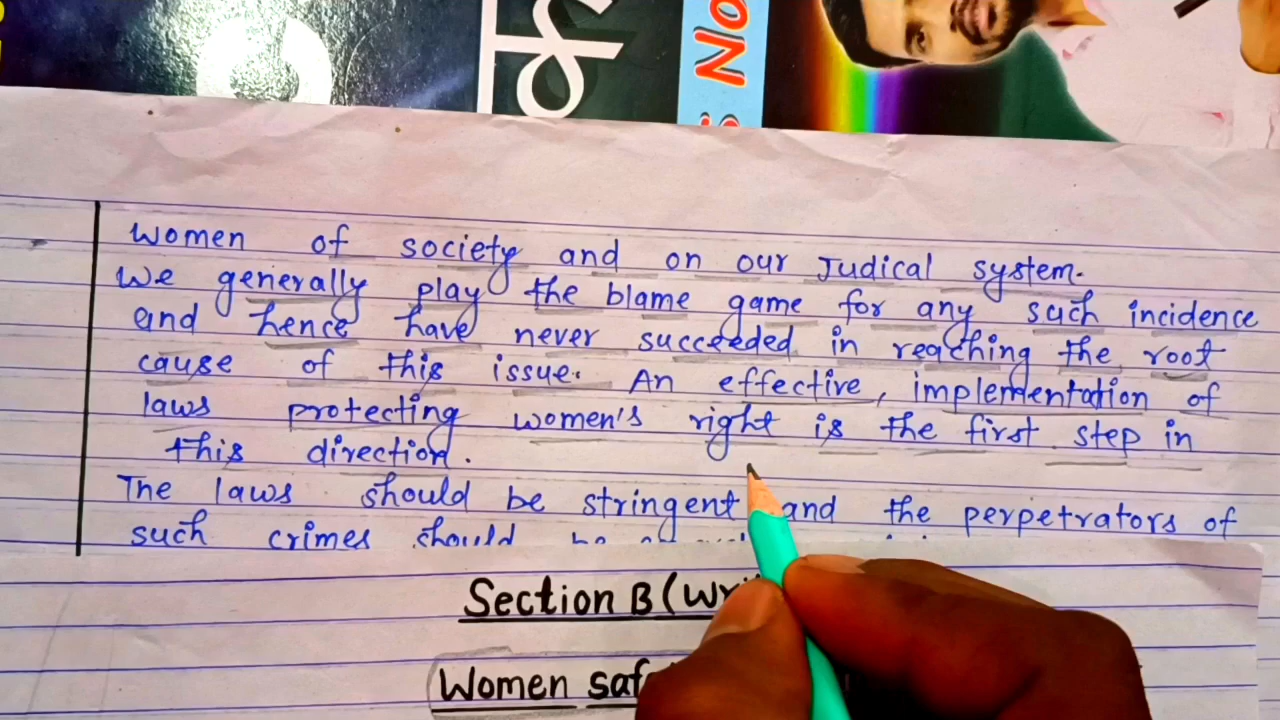 क
No
women of society and on our Judical system.
We generally play the blame game for any such incidence
and hence have never succeeded in reaching the root
cause of this issue. An effective, implementation of
laws protecting women's right is the first step in
this direction.
The laws should be stringent and the perpetrators of
such crimes should be
Section B (
Women